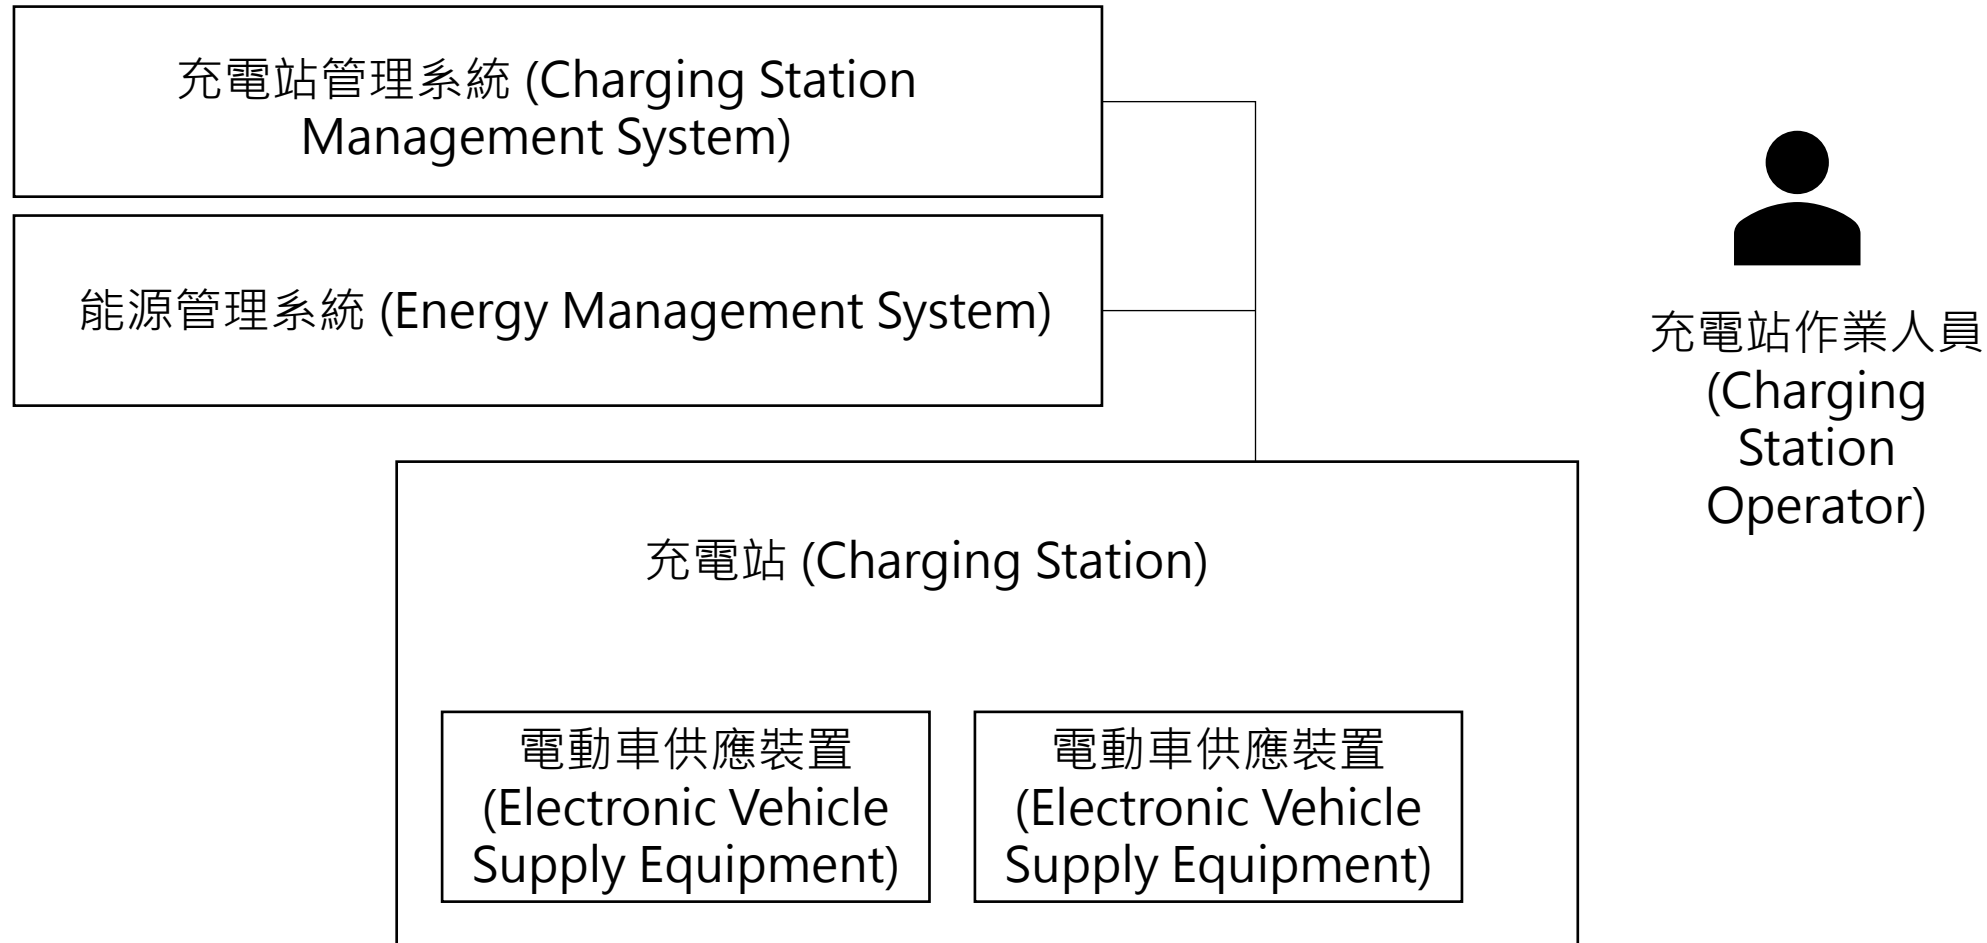 充電站管理系統 (Charging Station
Management System)
能源管理系統 (Energy Management System)
充電站作業人員
(Charging
Station
Operator)
充電站 (Charging Station)
電動車供應裝置
(Electronic Vehicle
Supply Equipment)
電動車供應裝置
(Electronic Vehicle
Supply Equipment)